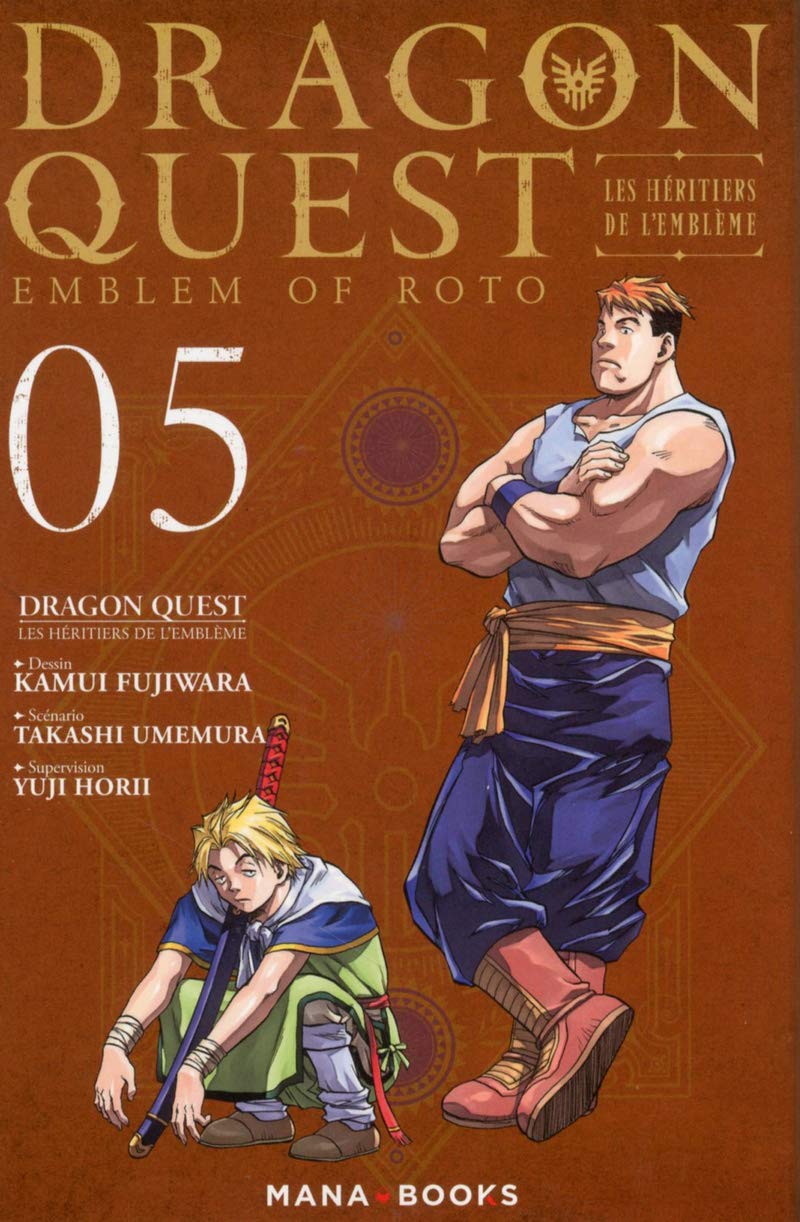 DRAGON
QUEST
LES HÉRITIERS
DE L'EMBLÈME
EMBLEM OF ROTO
05
DRAGON QUEST
LES HÉRITIERS DE L'EMBLÈME
Dessin
KAMUI FUJIWARA
Scénario
TAKASHI UMEMURA
Supervision
YUJI HORII
MANA BOOKS